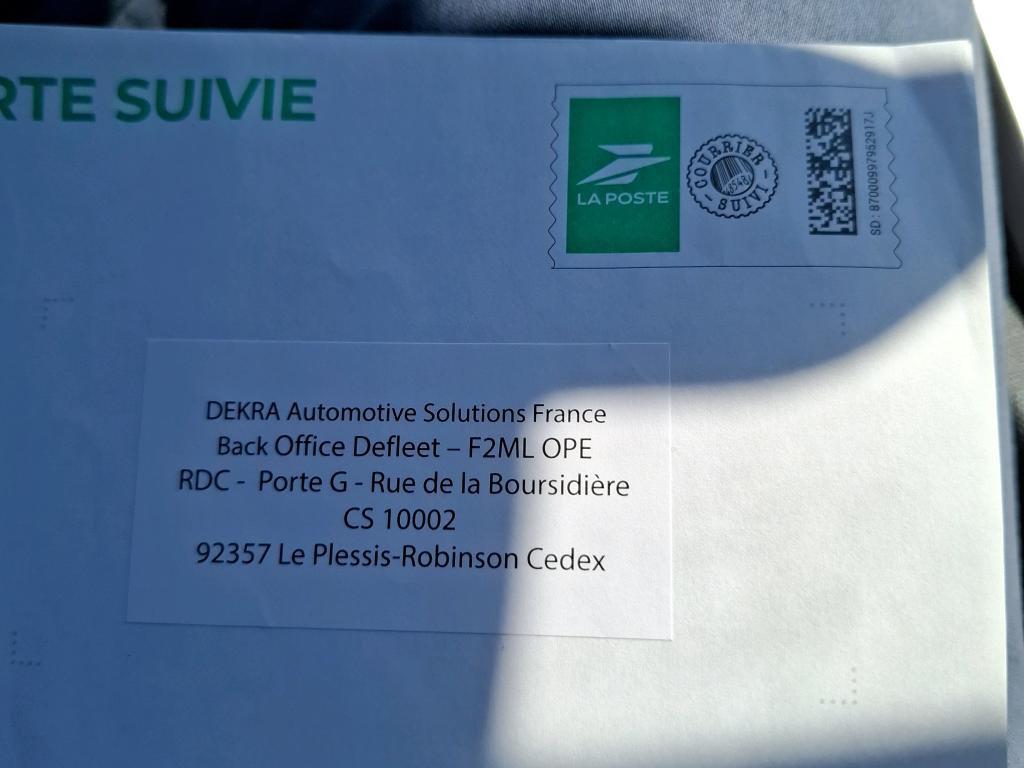 RTE SUIVIE
LA POSTE
COURRIER
SUIVI
SD : 87000997962917J
DEKRA Automotive Solutions France
Back Office Defleet – F2ML OPE
RDC - Porte G - Rue de la Boursidière
CS 10002
92357 Le Plessis-Robinson Cedex